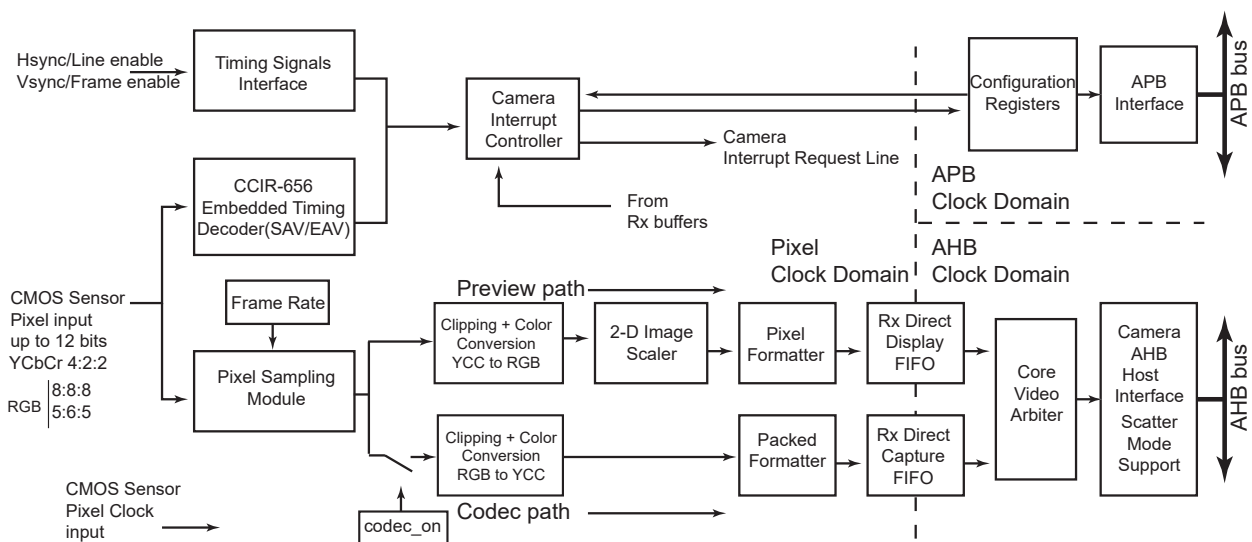 Hsync/Line enable
Vsync/Frame enable
Timing Signals
Interface
Camera
Interrupt
Controller
Configuration
Registers
APB
Interface
APB bus
Camera
Interrupt Request Line
CCIR-656
Embedded Timing
Decoder(SAV/EAV)
From
Rx buffers
APB
Clock Domain
Pixel
Clock Domain
AHB
Clock Domain
CMOS Sensor
Pixel input
up to 12 bits
YCbCr 4:2:2
RGB
8:8:8
5:6:5
Frame Rate
Pixel Sampling
Module
Preview path
Clipping + Color
Conversion
YCC to RGB
2-D Image
Scaler
Pixel
Formatter
Rx Direct
Display
FIFO
Core
Video
Arbiter
Camera
AHB
Host
Interface
Scatter
Mode
Support
AHB bus
Clipping + Color
Conversion
RGB to YCC
Packed
Formatter
Rx Direct
Capture
FIFO
Codec path
codec_on
CMOS Sensor
Pixel Clock
input